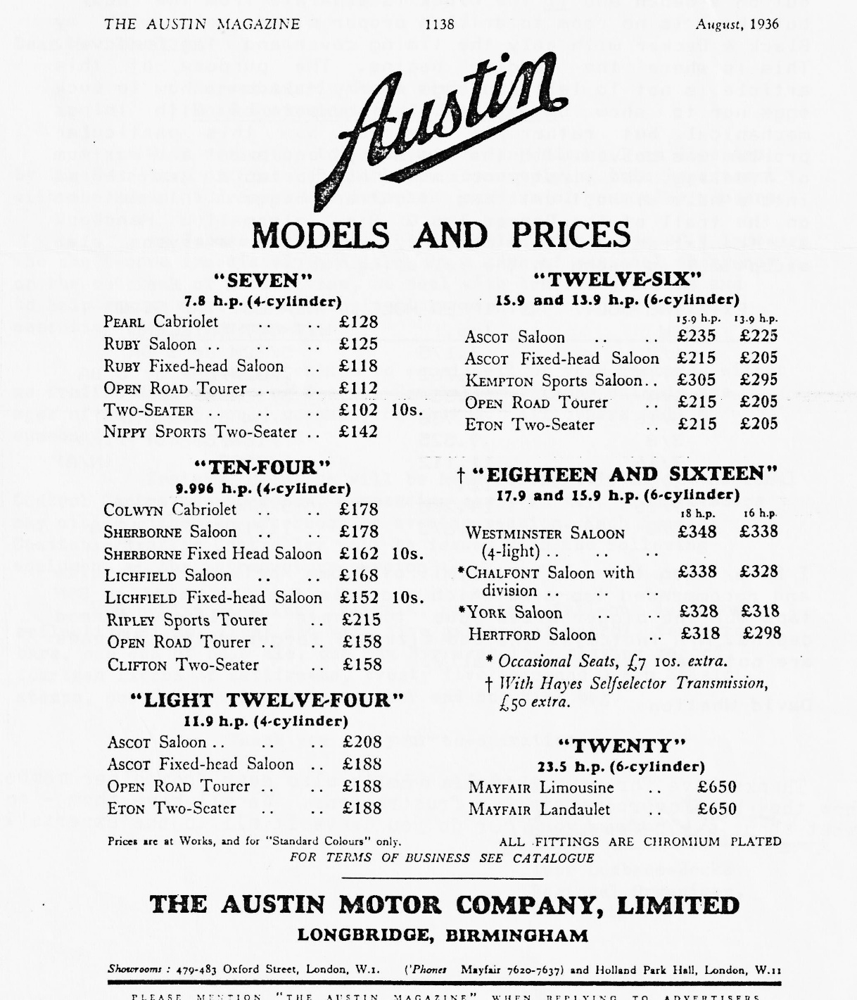 THE AUSTIN MAGAZINE 1138 August, 1936
Austin
MODELS AND PRICES
"SEVEN"
7.8 h.p. (4-cylinder)
PEARL Cabriolet .. .. £128
RUBY Saloon .. .. .. £125
RUBY Fixed-head Saloon .. £118
OPEN ROAD Tourer .. .. £112
TWO-SEATER .. .. .. £102 10s.
NIPPY SPORTS Two-Seater .. £142
"TEN-FOUR"
9.996 h.p. (4-cylinder)
COLWYN Cabriolet .. .. £178
SHERBORNE Saloon .. .. £178
SHERBORNE Fixed Head Saloon £162 10s.
LICHFIELD Saloon .. .. £168
LICHFIELD Fixed-head Saloon £152 10s.
RIPLEY Sports Tourer .. £215
OPEN ROAD Tourer .. .. £158
CLIFTON Two-Seater .. £158
"LIGHT TWELVE-FOUR"
11.9 h.p. (4-cylinder)
ASCOT Saloon .. .. .. £208
ASCOT Fixed-head Saloon .. £188
OPEN ROAD Tourer .. .. £188
ETON Two-Seater .. .. £188
"TWELVE-SIX"
15.9 and 13.9 h.p. (6-cylinder)
15.9 h.p. 13.9 h.p.
ASCOT Saloon .. .. £235 £225
ASCOT Fixed-head Saloon £215 £205
KEMPTON Sports Saloon.. £305 £295
OPEN ROAD Tourer .. £215 £205
ETON Two-Seater .. £215 £205
† "EIGHTEEN AND SIXTEEN"
17.9 and 15.9 h.p. (6-cylinder)
18 h.p. 16 h.p.
WESTMINSTER SALOON £348 £338
(4-light) .. .. ..
*CHALFONT Saloon with £338 £328
division .. .. ..
*YORK Saloon .. .. £328 £318
HERTFORD Saloon .. £318 £298
* Occasional Seats, £7 10s. extra.
† With Hayes Selfselector Transmission,
£50 extra.
"TWENTY"
23.5 h.p. (6-cylinder)
MAYFAIR Limousine .. £650
MAYFAIR Landaulet .. £650
Prices are at Works, and for "Standard Colours" only. ALL FITTINGS ARE CHROMIUM PLATED
FOR TERMS OF BUSINESS SEE CATALOGUE
THE AUSTIN MOTOR COMPANY, LIMITED
LONGBRIDGE, BIRMINGHAM
Showrooms : 479-483 Oxford Street, London, W.1. ('Phones Mayfair 7620-7637) and Holland Park Hall, London, W.11
PLEASE MENTION "THE AUSTIN MAGAZINE" WHEN REPLYING TO ADVERTISERS